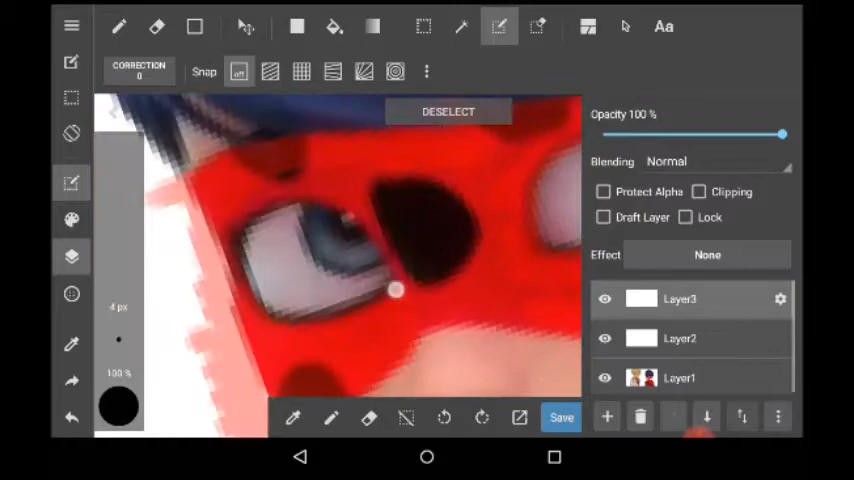 Aa
CORRECTION
0
Snap
off
DESELECT
Opacity 100 %
Blending Normal
Protect Alpha Clipping
Draft Layer Lock
Effect None
4 px
100 %
Layer3
Layer2
Layer1
Save